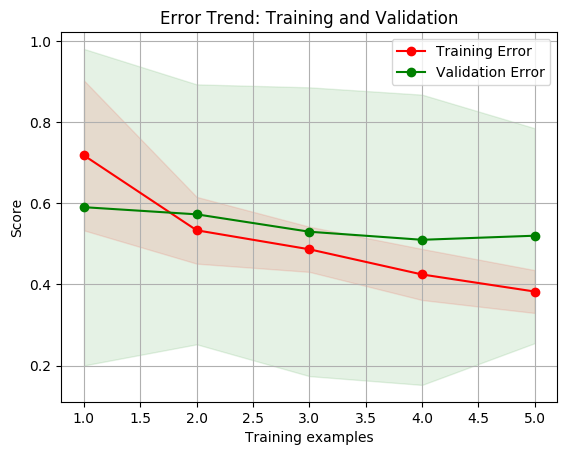 Error Trend: Training and Validation
Training Error
Validation Error
1.0
0.8
0.6
0.4
0.2
Score
1.0 1.5 2.0 2.5 3.0 3.5 4.0 4.5 5.0
Training examples